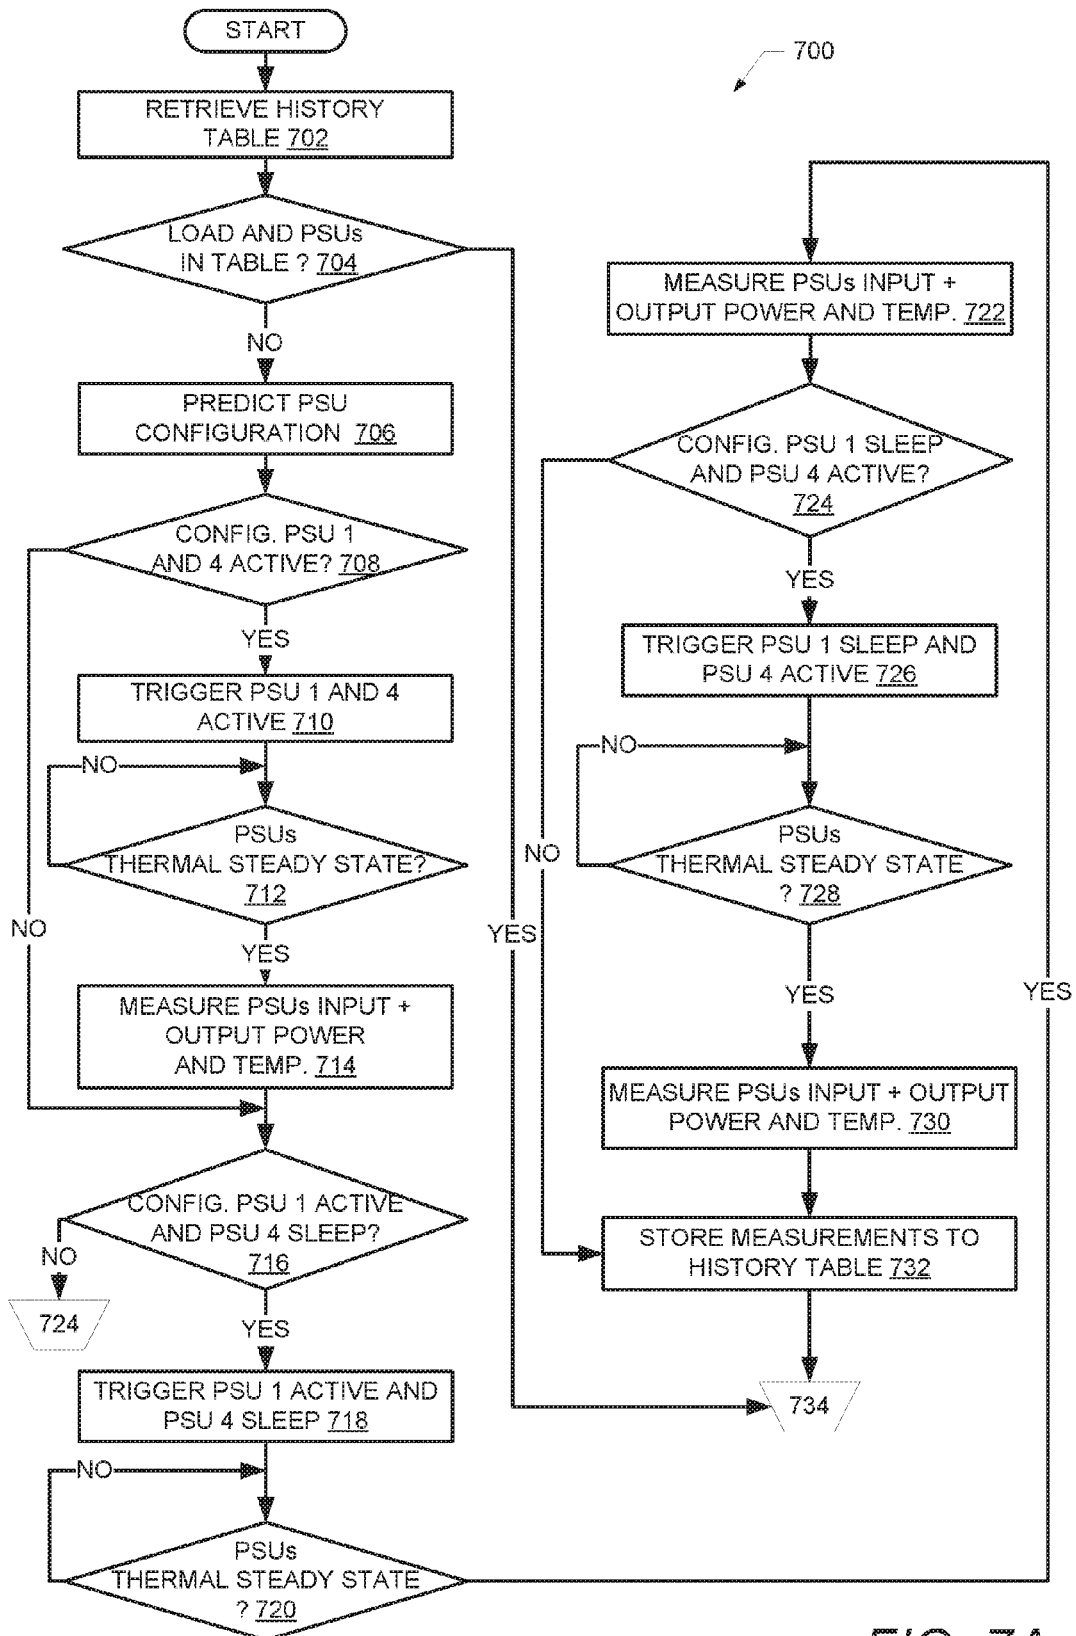 START
700
RETRIEVE HISTORY
TABLE 702
LOAD AND PSUs
IN TABLE ? 704
NO
PREDICT PSU
CONFIGURATION 706
CONFIG. PSU 1
AND 4 ACTIVE? 708
YES
TRIGGER PSU 1 AND 4
ACTIVE 710
NO
PSUs
THERMAL STEADY STATE?
712
NO
YES
MEASURE PSUs INPUT +
OUTPUT POWER
AND TEMP. 714
CONFIG. PSU 1 ACTIVE
AND PSU 4 SLEEP?
716
NO
724
YES
TRIGGER PSU 1 ACTIVE AND
PSU 4 SLEEP 718
NO
PSUs
THERMAL STEADY STATE
? 720
YES
YES
MEASURE PSUs INPUT +
OUTPUT POWER AND TEMP. 722
CONFIG. PSU 1 SLEEP
AND PSU 4 ACTIVE?
724
YES
TRIGGER PSU 1 SLEEP AND
PSU 4 ACTIVE 726
NO
PSUs
THERMAL STEADY STATE
? 728
NO
YES
MEASURE PSUs INPUT + OUTPUT
POWER AND TEMP. 730
STORE MEASUREMENTS TO
HISTORY TABLE 732
734
FIG. 7A